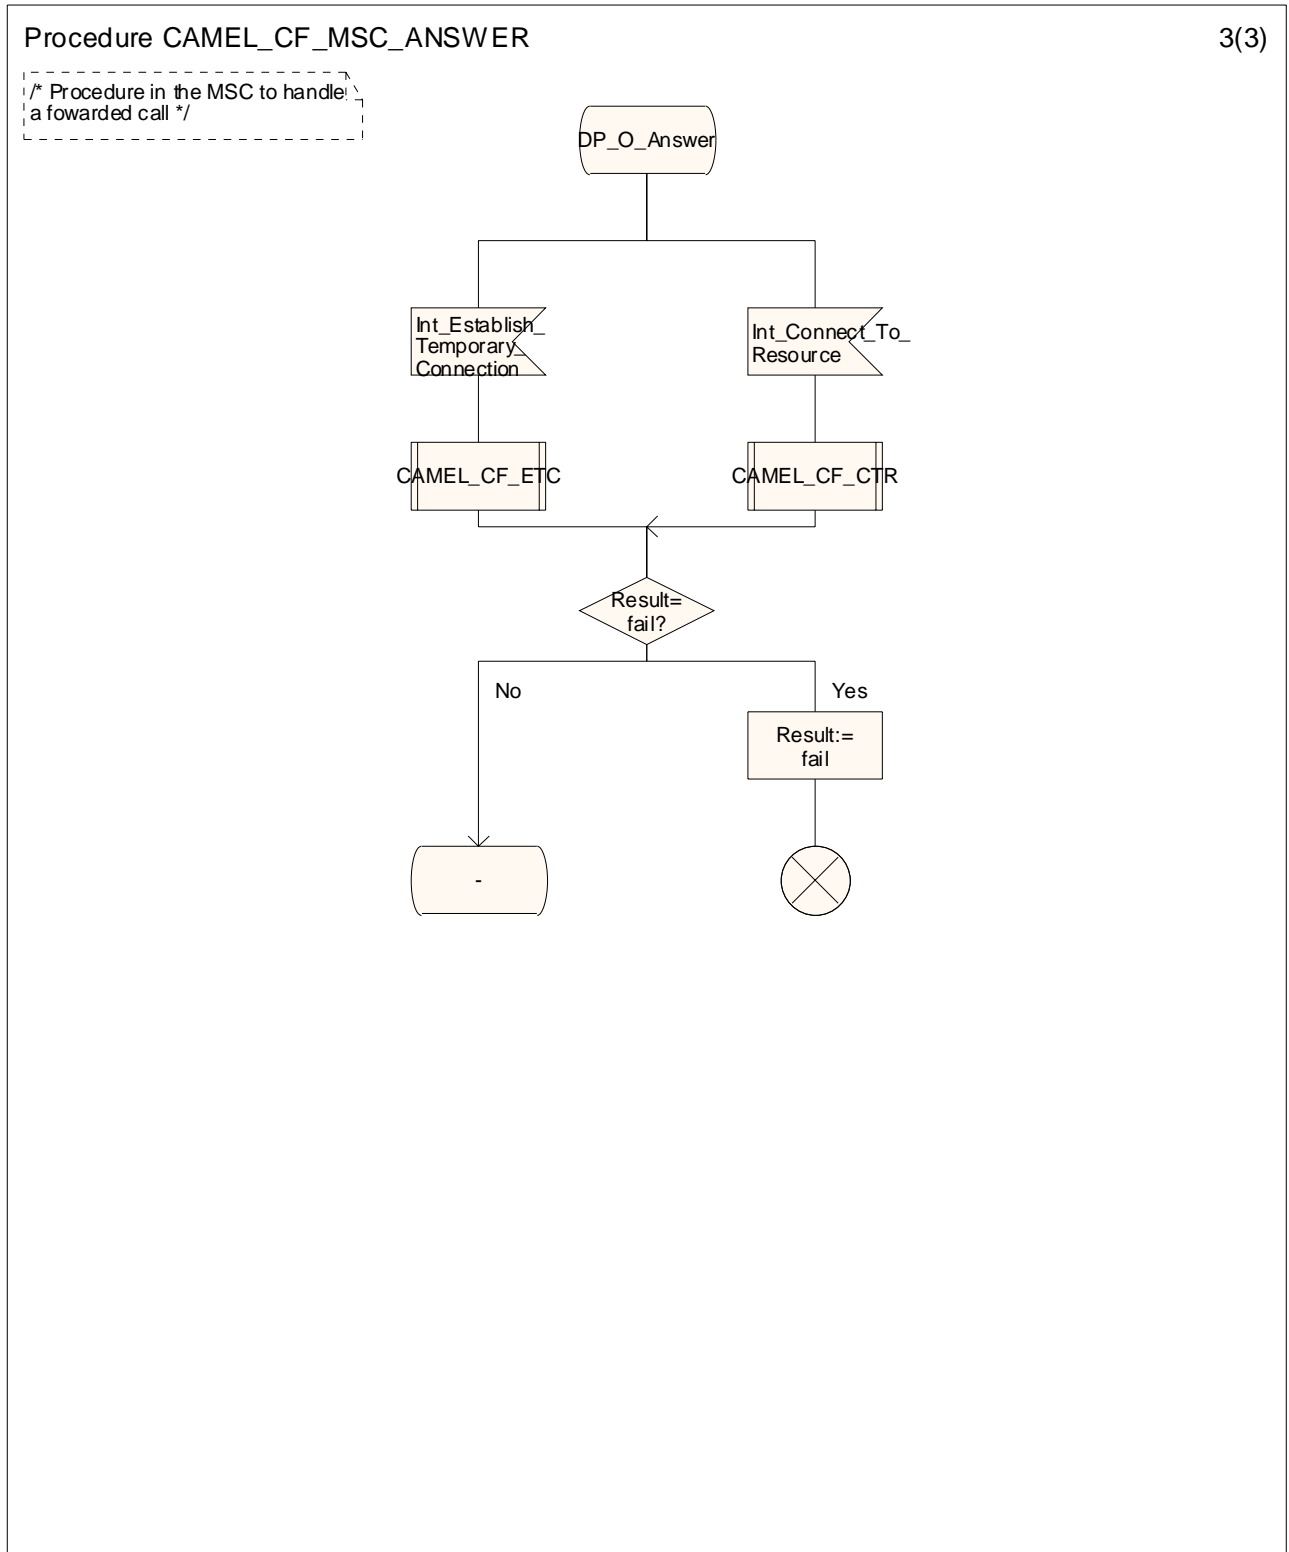 Procedure CAMEL_CF_MSC_ANSWER
3(3)
/* Procedure in the MSC to handle
a fowarded call */
DP_O_Answer
Int_Establish_
Temporary_
Connection
Int_Connect_To_
Resource
CAMEL_CF_ETC
CAMEL_CF_CTR
Result=
fail?
No
Yes
Result:=
fail
-